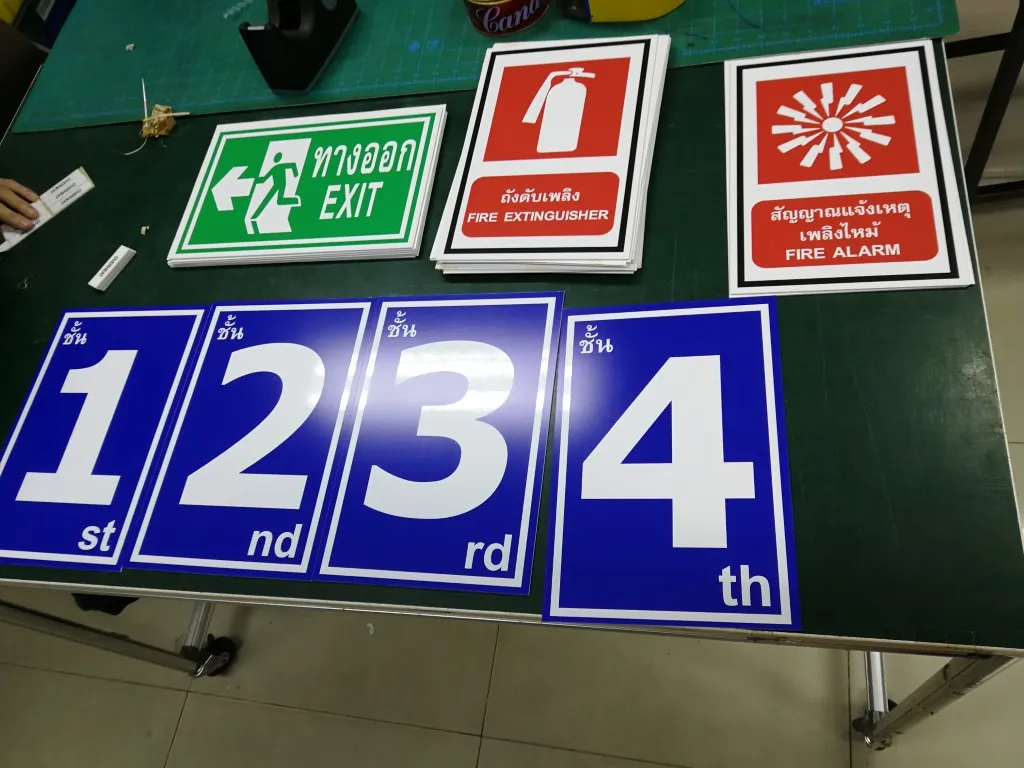 Can
ทางออก
EXIT
ถังดับเพลิง
FIRE EXTINGUISHER
สัญญาณแจ้งเหตุ
เพลิงไหม้
FIRE ALARM
ชั้น
1
st
ชั้น
2
nd
ชั้น
3
rd
ชั้น
4
th